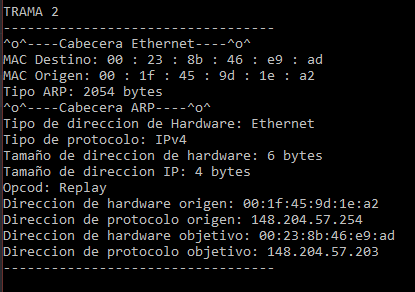 TRAMA 2
----------------------------------
^o^----Cabecera Ethernet----^o^
MAC Destino: 00 : 23 : 8b : 46 : e9 : ad
MAC Origen: 00 : 1f : 45 : 9d : 1e : a2
Tipo ARP: 2054 bytes
^o^----Cabecera ARP----^o^
Tipo de direccion de Hardware: Ethernet
Tipo de protocolo: IPv4
Tamaño de direccion de hardware: 6 bytes
Tamaño de direccion IP: 4 bytes
Opcod: Replay
Direccion de hardware origen: 00:1f:45:9d:1e:a2
Direccion de protocolo origen: 148.204.57.254
Direccion de hardware objetivo: 00:23:8b:46:e9:ad
Direccion de protocolo objetivo: 148.204.57.203
----------------------------------